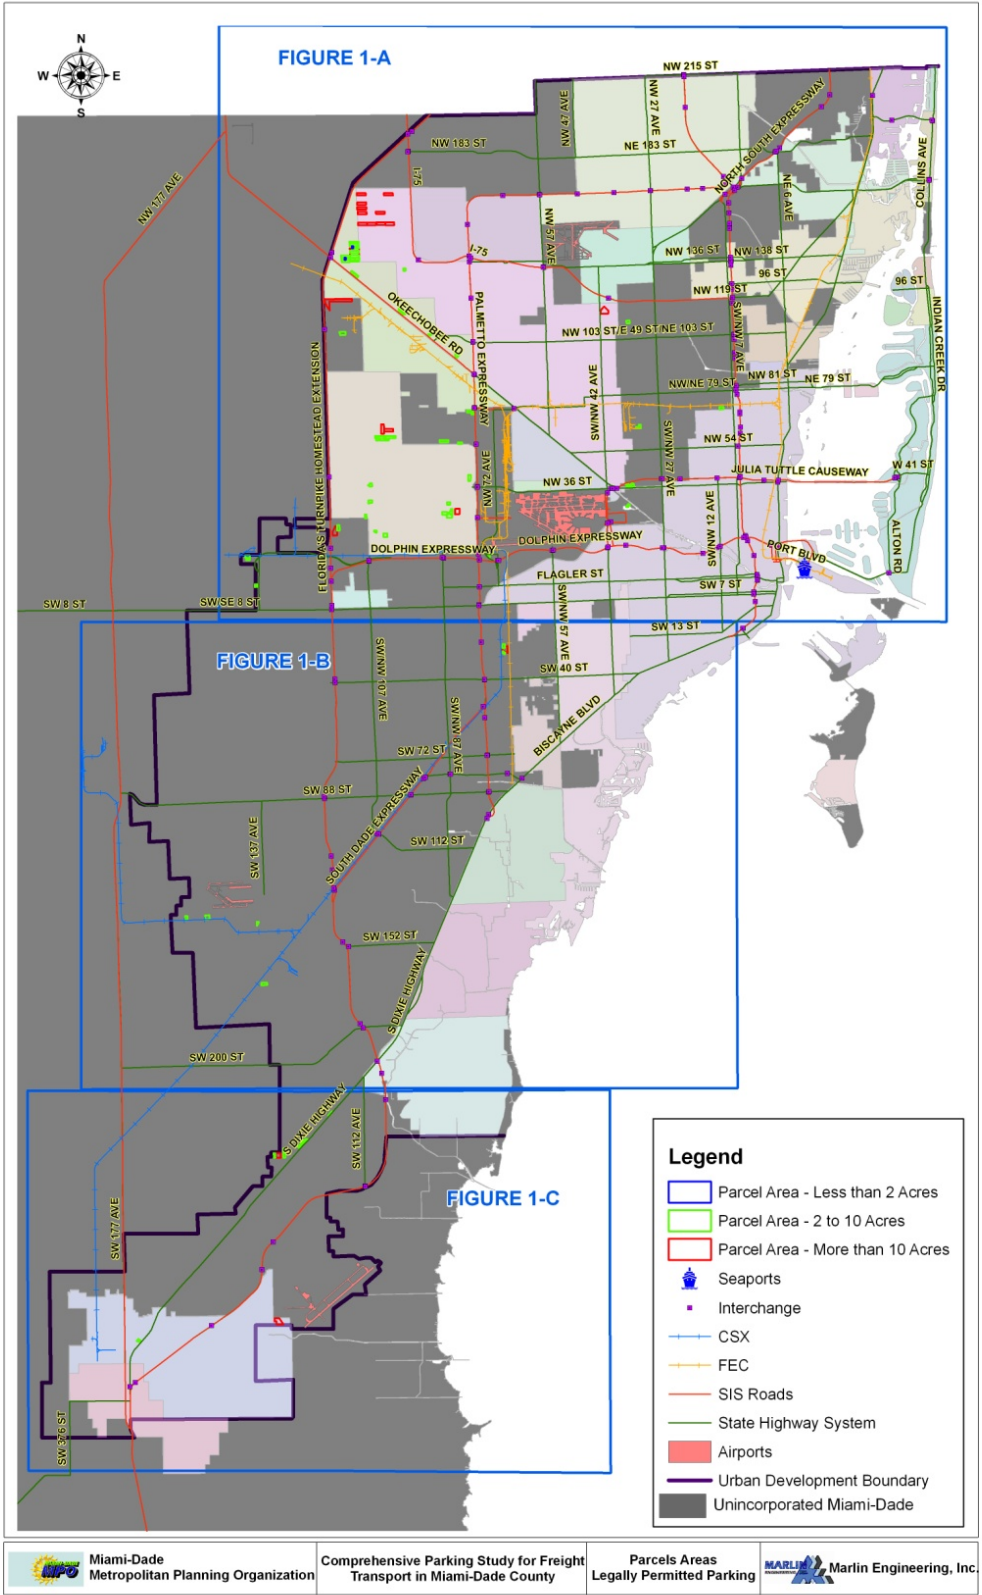 FIGURE 1-A
N
W E
S
NW 215 ST
NW 47 AVE
NW 27 AVE
NORTH SOUTH EXPRESSWAY
NW 183 ST
NE 183 ST
I-75
NW 177 AVE
NE 6 AVE
COLLINS AVE
NW 57 AVE
I-75
NW 136 ST
NW 138 ST
96 ST
96 ST
NW 119 ST
OKEECHOBEE RD
PALMETTO EXPRESSWAY
NW 103 ST/E 49 ST/NE 103 ST
SW/NW 7 AVE
INDIAN CREEK DR
FLORIDA'S TURNPIKE HOMESTEAD EXTENSION
SW/NW 42 AVE
NW/NE 79 ST
NW 81 ST
NE 79 ST
NW 54 ST
SW/NW 27 AVE
NW 72 AVE
NW 36 ST
JULIA TUTTLE CAUSEWAY
W 41 ST
SW/NW 12 AVE
ALTON RD
DOLPHIN EXPRESSWAY
DOLPHIN EXPRESSWAY
PORT BLVD
FLAGLER ST
SW 7 ST
SW 8 ST
SW SE 8 ST
SW/NW 57 AVE
SW 13 ST
FIGURE 1-B
SW/NW 107 AVE
SW 40 ST
SW/NW 87 AVE
BISCAYNE BLVD
SW 72 ST
SW 88 ST
SOUTH DADE EXPRESSWAY
SW 137 AVE
SW 112 ST
SW 152 ST
S DIXIE HIGHWAY
SW 200 ST
S DIXIE HIGHWAY
SW 112 AVE
FIGURE 1-C
SW 177 AVE
SW 376 ST
Legend
Parcel Area - Less than 2 Acres
Parcel Area - 2 to 10 Acres
Parcel Area - More than 10 Acres
Seaports
Interchange
CSX
FEC
SIS Roads
State Highway System
Airports
Urban Development Boundary
Unincorporated Miami-Dade
MPO
Miami-Dade
Metropolitan Planning Organization
Comprehensive Parking Study for Freight
Transport in Miami-Dade County
Parcels Areas
Legally Permitted Parking
MARLIN
Marlin Engineering, Inc.